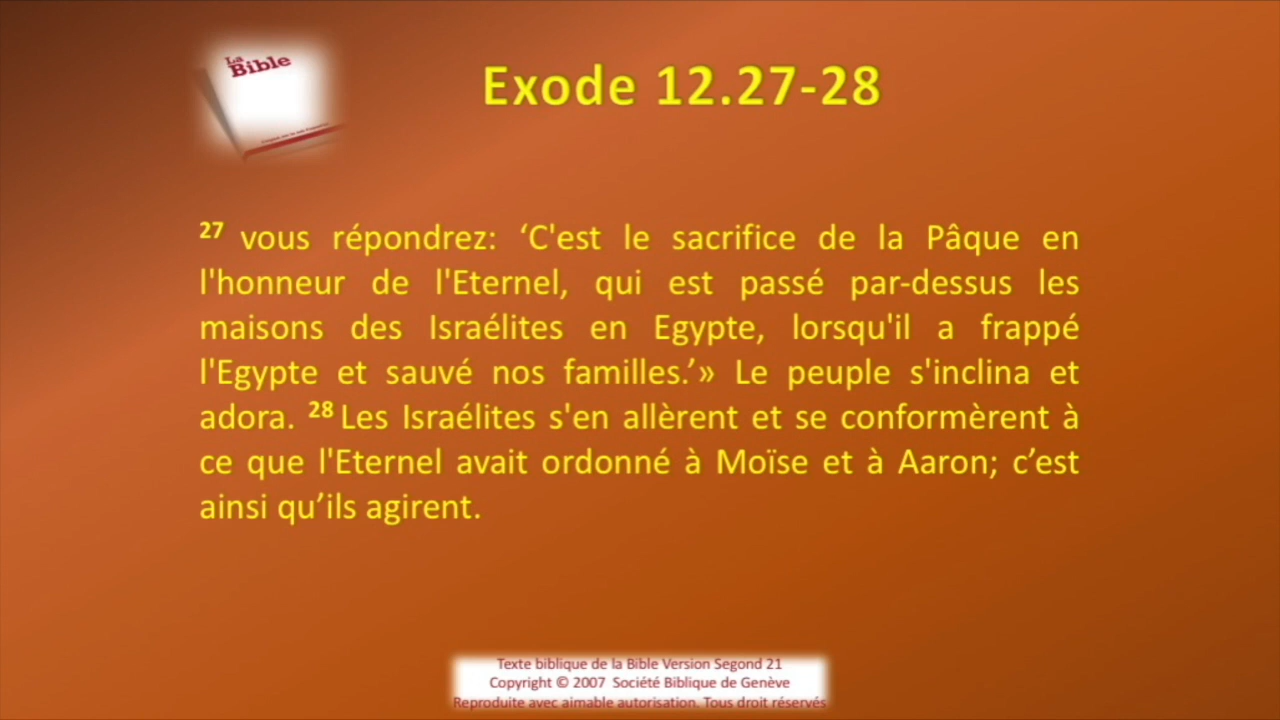 La
Bible
Exode 12.27-28
27 vous répondrez: ‘C'est le sacrifice de la Pâque en
l'honneur de l'Eternel, qui est passé par-dessus les
maisons des Israélites en Egypte, lorsqu'il a frappé
l'Egypte et sauvé nos familles.’» Le peuple s'inclina et
adora. 28 Les Israélites s'en allèrent et se conformèrent à
ce que l'Eternel avait ordonné à Moïse et à Aaron; c’est
ainsi qu’ils agirent.
Texte biblique de la Bible Version Segond 21
Copyright © 2007 Société Biblique de Genève
Reproduite avec aimable autorisation. Tous droit réservés